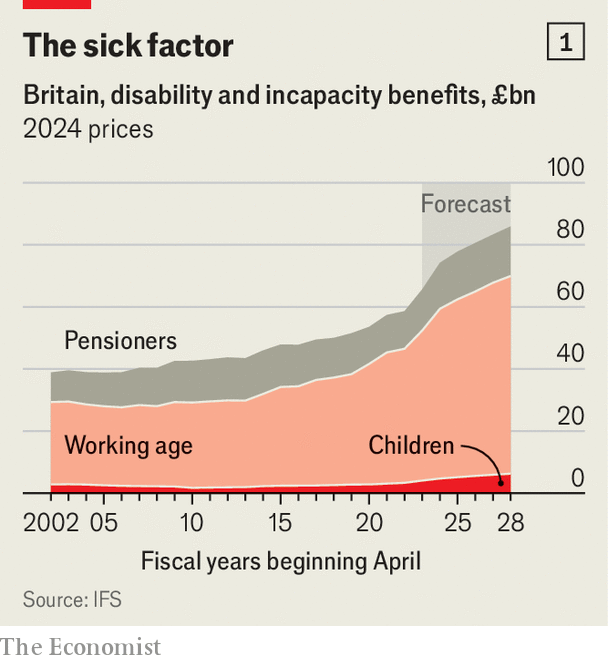 The sick factor
1
Britain, disability and incapacity benefits, £bn
2024 prices
100
Forecast
80
60
Pensioners
40
20
Working age
Children
0
2002 05 10 15 20 25 28
Fiscal years beginning April
Source: IFS
The Economist